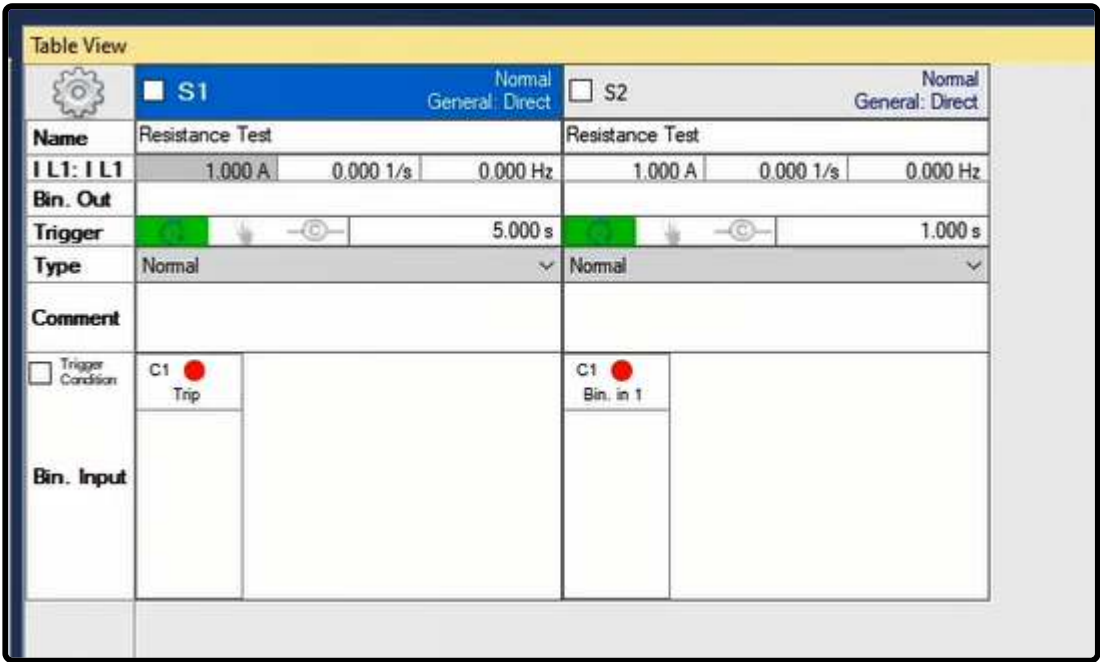 Table View
S1 Normal General: Direct S2 Normal General: Direct
Name Resistance Test Resistance Test
I L1: I L1 1.000 A 0.000 1/s 0.000 Hz 1.000 A 0.000 1/s 0.000 Hz
Bin. Out
Trigger C 5.000 s C 1.000 s
Type Normal Normal
Comment
Trigger Condition C1 Trip C1 Bin. in 1
Bin. Input